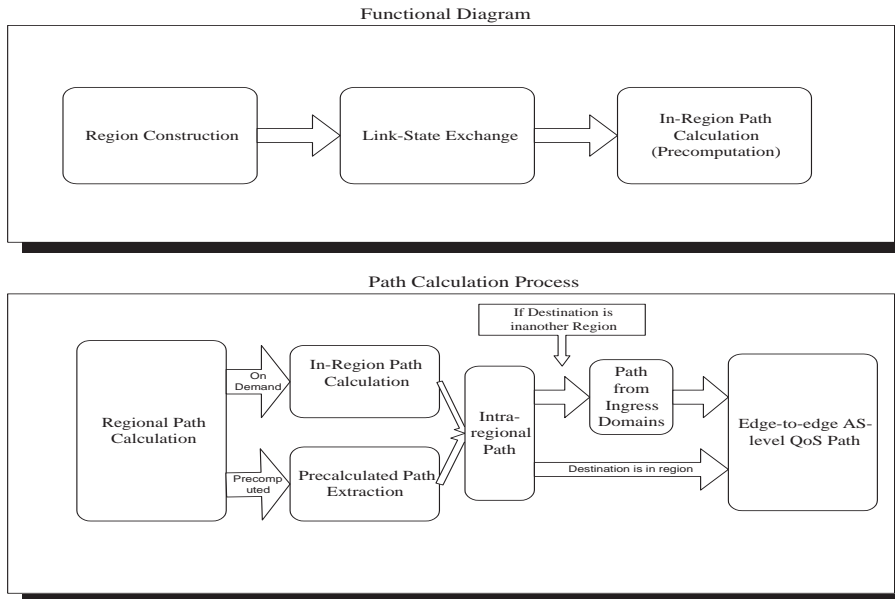 Functional Diagram
Region Construction
Link-State Exchange
In-Region Path
Calculation
(Precomputation)
Path Calculation Process
If Destination is
inanother Region
Regional Path
Calculation
On
Demand
In-Region Path
Calculation
Precomp
uted
Precalculated Path
Extraction
Intra-
regional
Path
Path
from
Ingress
Domains
Destination is in region
Edge-to-edge AS-
level QoS Path